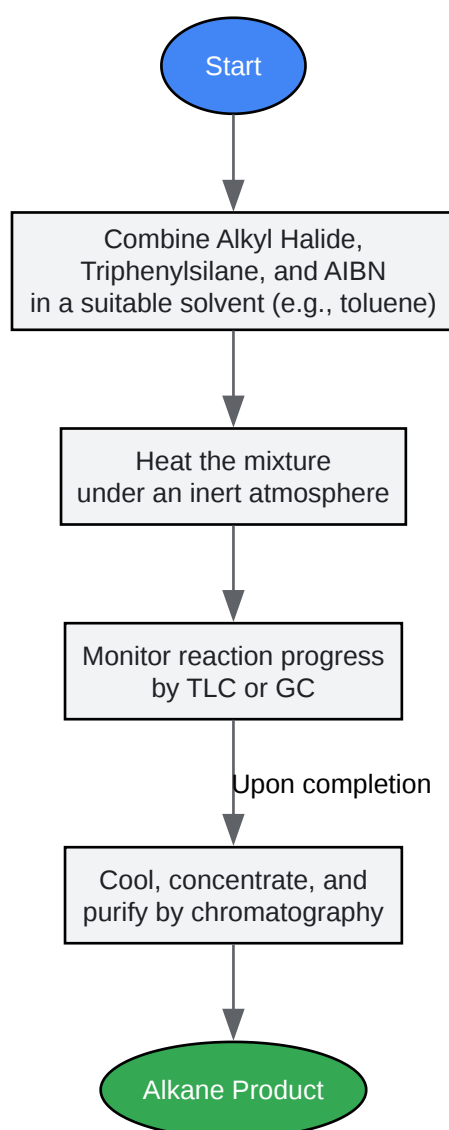 Start
Combine Alkyl Halide,
Triphenylsilane, and AIBN
in a suitable solvent (e.g., toluene)
Heat the mixture
under an inert atmosphere
Monitor reaction progress
by TLC or GC
Upon completion
Cool, concentrate, and
purify by chromatography
Alkane Product